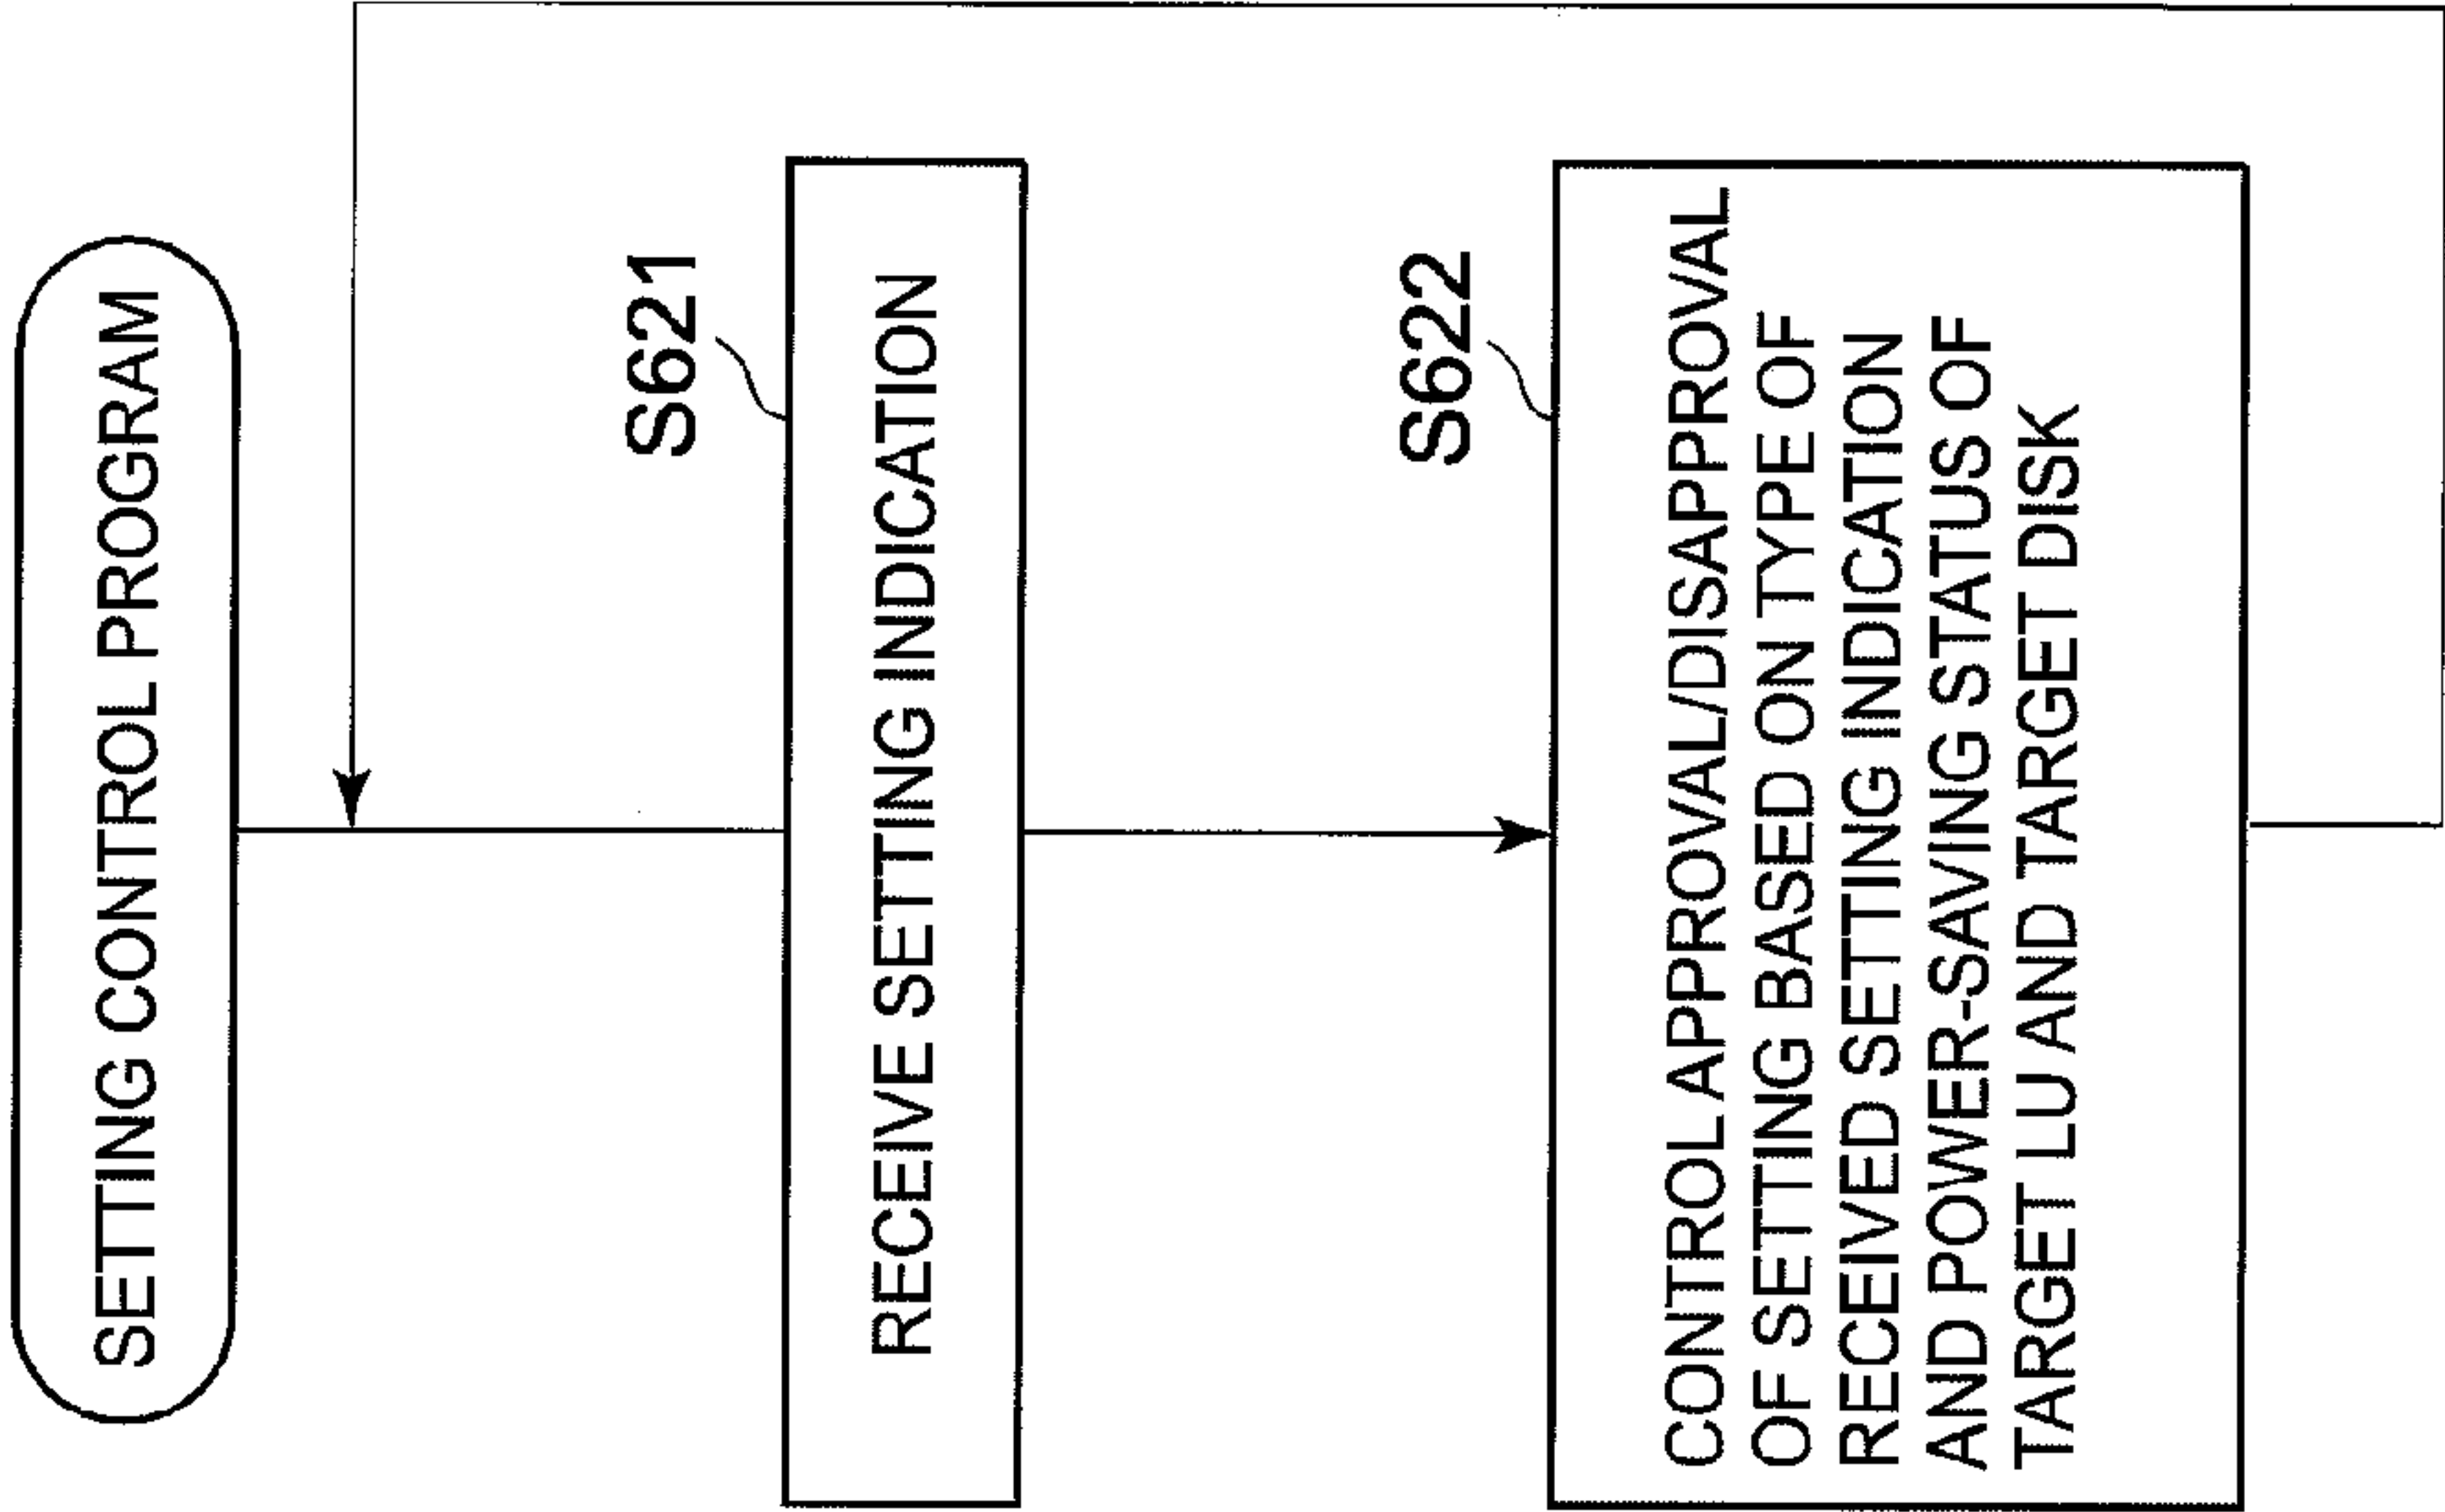 SETTING CONTROL PROGRAM
S621
RECEIVE SETTING INDICATION
S622
CONTROL APPROVAL/DISAPPROVAL
OF SETTING BASED ON TYPE OF
RECEIVED SETTING INDICATION
AND POWER-SAVING STATUS OF
TARGET LU AND TARGET DISK